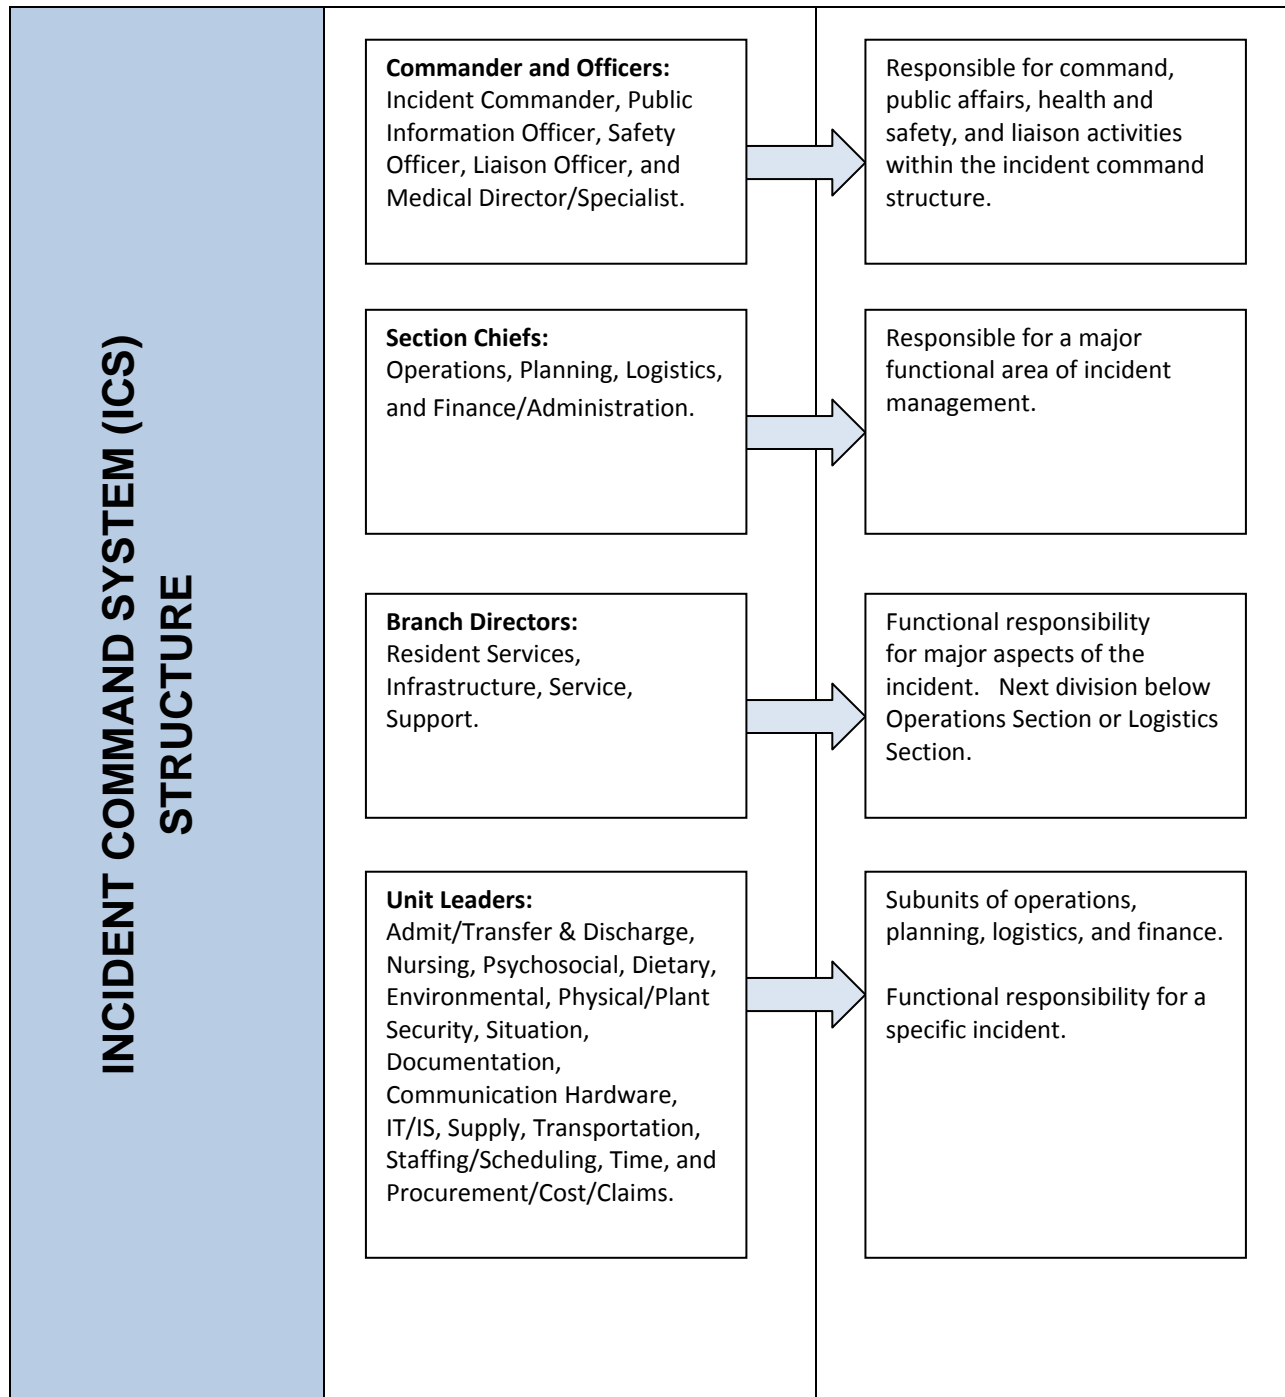 INCIDENT COMMAND SYSTEM (ICS)
STRUCTURE
Commander and Officers:
Incident Commander, Public
Information Officer, Safety
Officer, Liaison Officer, and
Medical Director/Specialist.
Responsible for command,
public affairs, health and
safety, and liaison activities
within the incident command
structure.
Section Chiefs:
Operations, Planning, Logistics,
and Finance/Administration.
Responsible for a major
functional area of incident
management.
Branch Directors:
Resident Services,
Infrastructure, Service,
Support.
Functional responsibility
for major aspects of the
incident.   Next division below
Operations Section or Logistics
Section.
Unit Leaders:
Admit/Transfer & Discharge,
Nursing, Psychosocial, Dietary,
Environmental, Physical/Plant
Security, Situation,
Documentation,
Communication Hardware,
IT/IS, Supply, Transportation,
Staffing/Scheduling, Time, and
Procurement/Cost/Claims.
Subunits of operations,
planning, logistics, and finance.
Functional responsibility for a
specific incident.